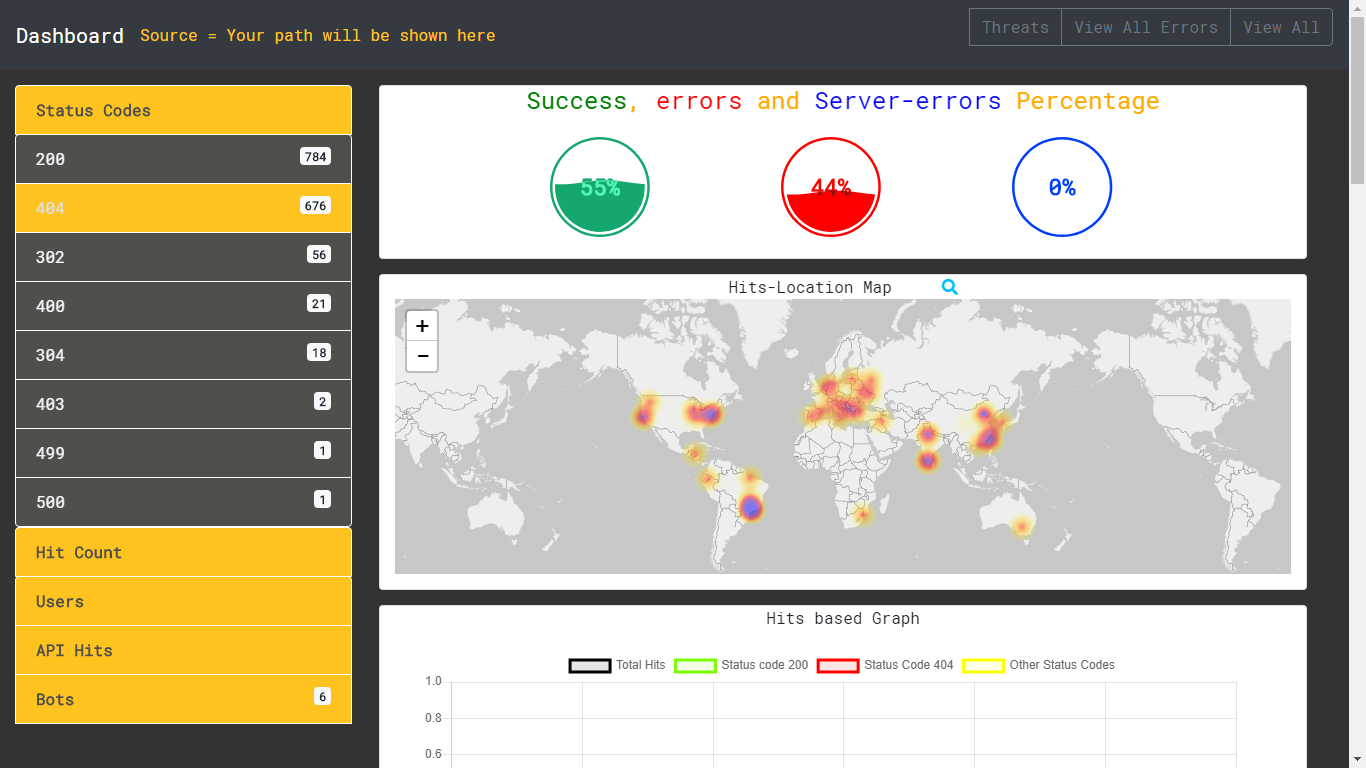 Dashboard Source = Your path will be shown here Threats View All Errors View All
Status Codes
200 784
404 676
302 56
400 21
304 18
403 2
499 1
500 1
Hit Count
Users
API Hits
Bots 6
Success, errors and Server-errors Percentage
55% 44% 0%
Hits-Location Map
+
−
Hits based Graph
Total Hits Status code 200 Status Code 404 Other Status Codes
1.0
0.8
0.6